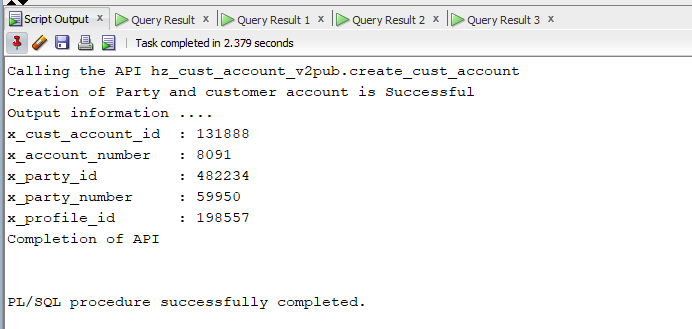 Script Output x Query Result x Query Result 1 x Query Result 2 x Query Result 3 x
Task completed in 2.379 seconds
Calling the API hz_cust_account_v2pub.create_cust_account
Creation of Party and customer account is Successful
Output information ....
x_cust_account_id : 131888
x_account_number : 8091
x_party_id : 482234
x_party_number : 59950
x_profile_id : 198557
Completion of API
PL/SQL procedure successfully completed.